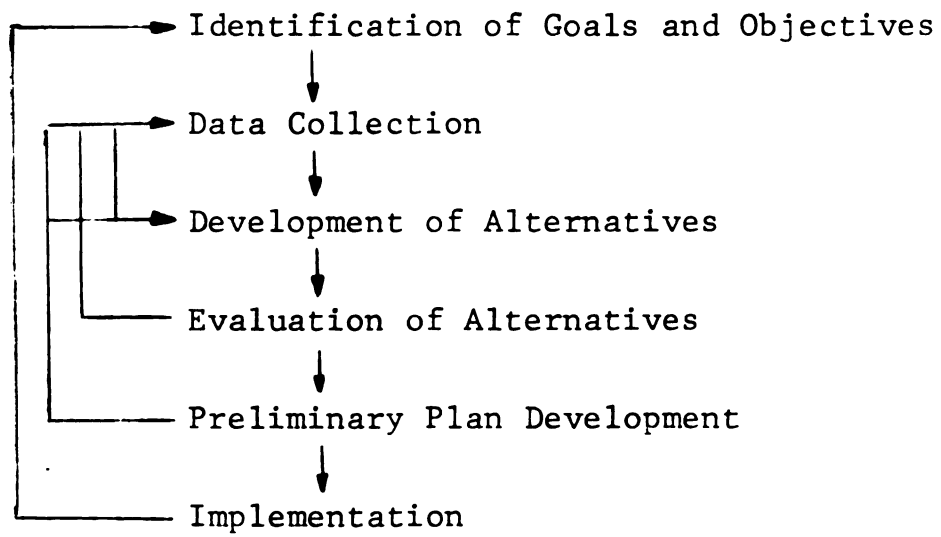 Identification of Goals and Objectives
Data Collection
Development of Alternatives
Evaluation of Alternatives
Preliminary Plan Development
Implementation